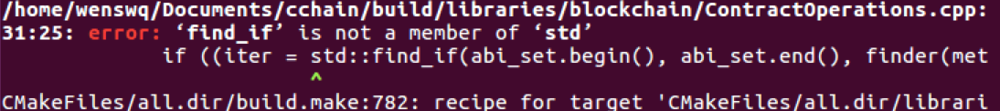 /home/wenswq/Documents/cchain/build/libraries/blockchain/ContractOperations.cpp:
31:25: error: ‘find_if’ is not a member of ‘std’
if ((iter = std::find_if(abi_set.begin(), abi_set.end(), finder(met
^
CMakeFiles/all.dir/build.make:782: recipe for target 'CMakeFiles/all.dir/librari